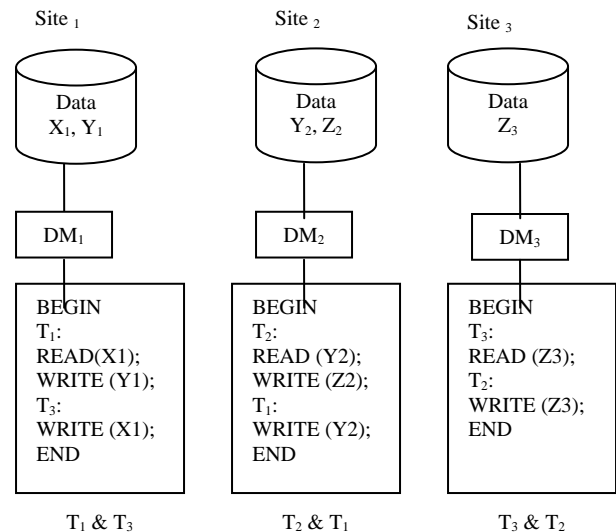 Site 1
Site 2
Site 3
Data
X1, Y1
Data
Y2, Z2
Data
Z3
DM1
DM2
DM3
BEGIN
T1:
READ(X1);
WRITE (Y1);
T3:
WRITE (X1);
END
BEGIN
T2:
READ (Y2);
WRITE (Z2);
T1:
WRITE (Y2);
END
BEGIN
T3:
READ (Z3);
T2:
WRITE (Z3);
END
T1 & T3
T2 & T1
T3 & T2